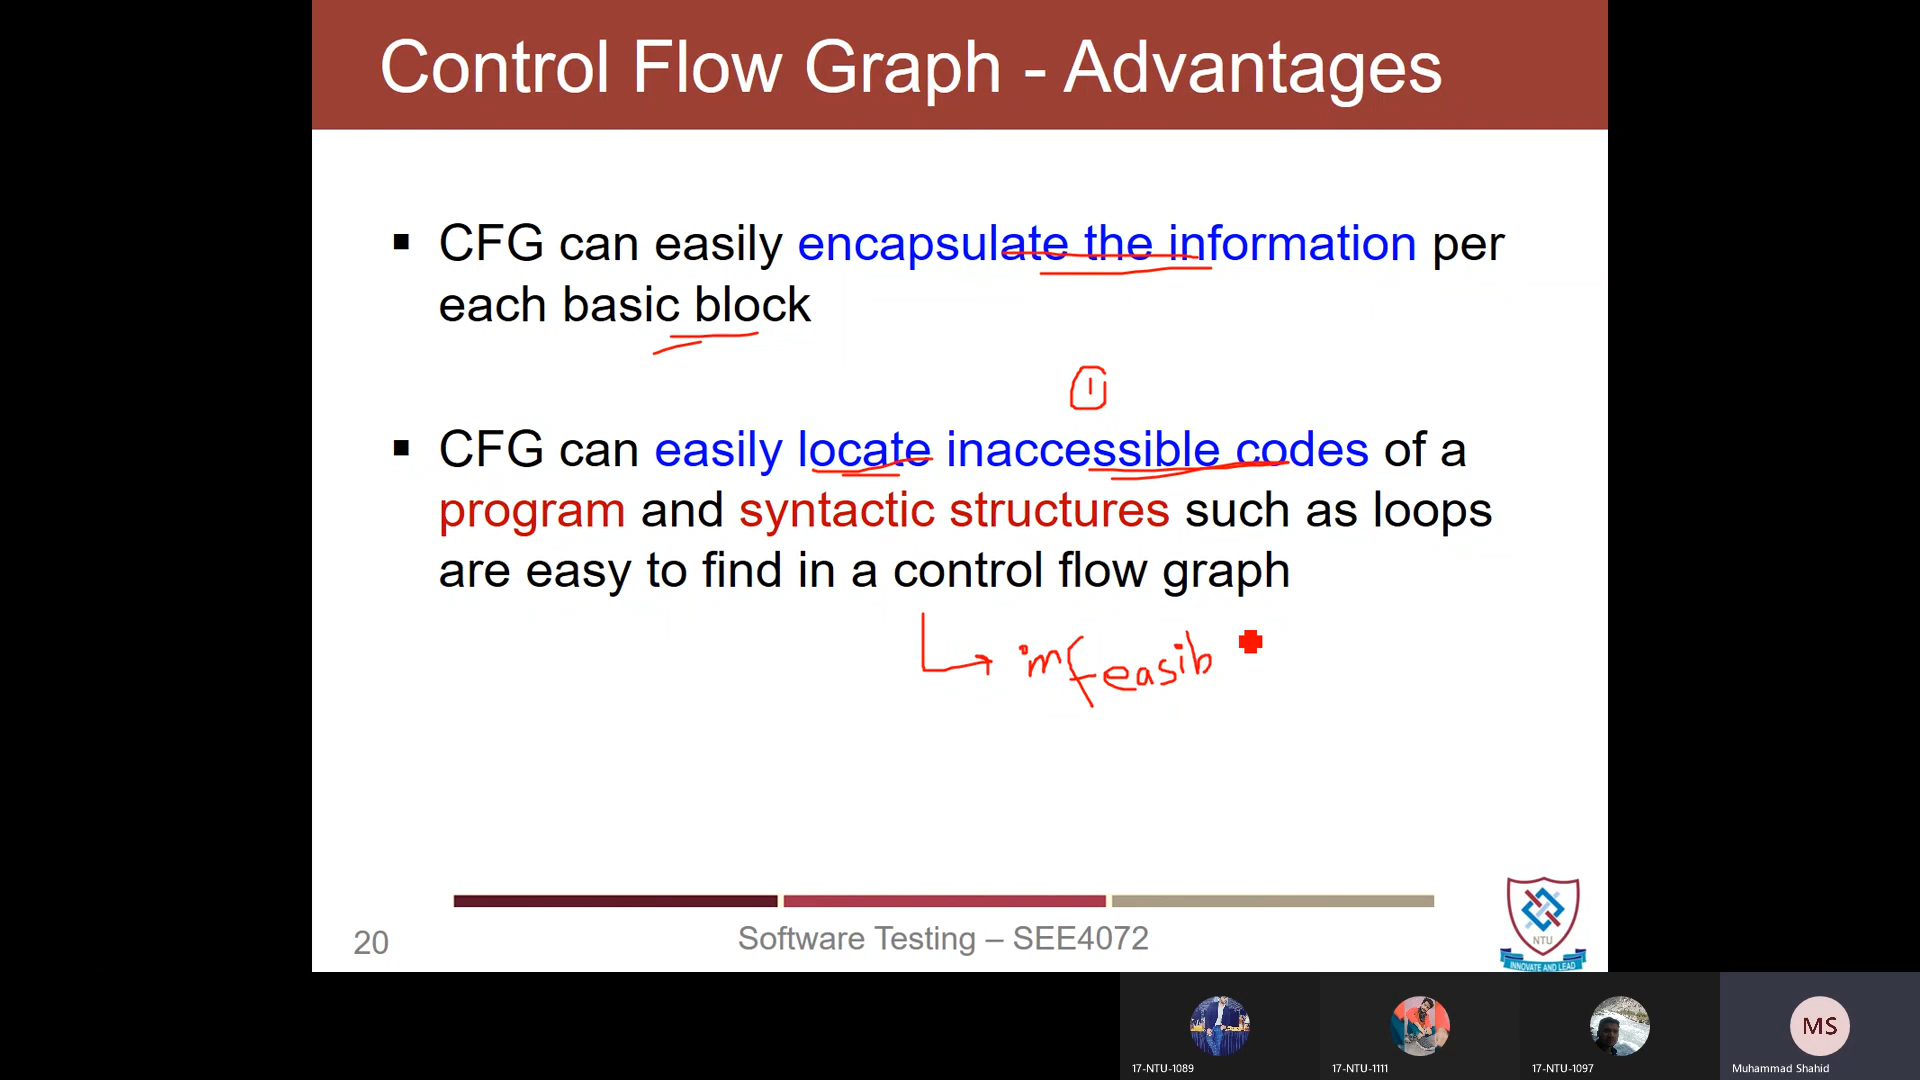 Control Flow Graph - Advantages
▪ CFG can easily encapsulate the information per
each basic block
1
▪ CFG can easily locate inaccessible codes of a
program and syntactic structures such as loops
are easy to find in a control flow graph
infeasib
20
Software Testing – SEE4072
NTU
INNOVATE AND LEAD
MS
17-NTU-1089
17-NTU-1111
17-NTU-1097
Muhammad Shahid